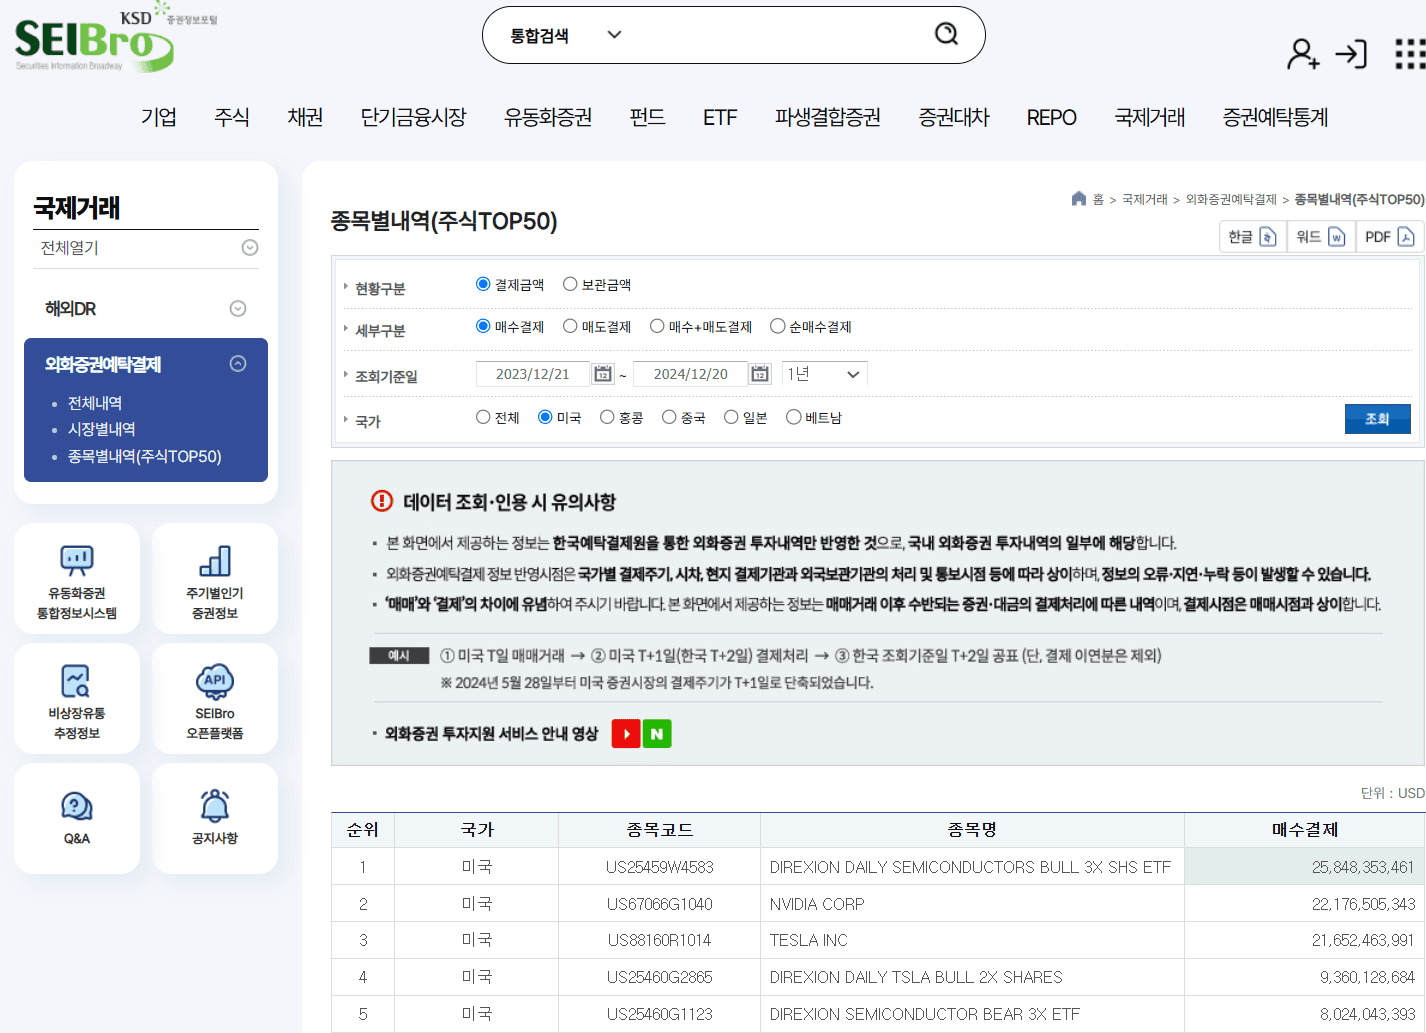 KSD 증권정보포털
SEIBro
Securities Information Broadway
통합검색
기업 주식 채권 단기금융시장 유동화증권 펀드 ETF 파생결합증권 증권대차 REPO 국제거래 증권예탁통계
국제거래
전체열기
해외DR
외화증권예탁결제
전체내역
시장별내역
종목별내역(주식TOP50)
유동화증권
통합정보시스템
주기별인기
증권정보
비상장유통
추정정보
API
SEIBro
오픈플랫폼
Q&A
공지사항
홈 > 국제거래 > 외화증권예탁결제 > 종목별내역(주식TOP50)
종목별내역(주식TOP50)
한글 워드 PDF
현황구분 결제금액 보관금액
세부구분 매수결제 매도결제 매수+매도결제 순매수결제
조회기준일 2023/12/21 12 ~ 2024/12/20 12 1년
국가 전체 미국 홍콩 중국 일본 베트남 조회
데이터 조회·인용 시 유의사항
본 화면에서 제공하는 정보는 한국예탁결제원을 통한 외화증권 투자내역만 반영한 것으로, 국내 외화증권 투자내역의 일부에 해당합니다.
외화증권예탁결제 정보 반영시점은 국가별 결제주기, 시차, 현지 결제기관과 외국보관기관의 처리 및 통보시점 등에 따라 상이하며, 정보의 오류·지연·누락 등이 발생할 수 있습니다.
‘매매’와 ‘결제’의 차이에 유념하여 주시기 바랍니다. 본 화면에서 제공하는 정보는 매매거래 이후 수반되는 증권·대금의 결제처리에 따른 내역이며, 결제시점은 매매시점과 상이합니다.
예시 ① 미국 T일 매매거래 → ② 미국 T+1일(한국 T+2일) 결제처리 → ③ 한국 조회기준일 T+2일 공표 (단, 결제 이연분은 제외)
※ 2024년 5월 28일부터 미국 증권시장의 결제주기가 T+1일로 단축되었습니다.
외화증권 투자지원 서비스 안내 영상 N
단위 : USD
순위 국가 종목코드 종목명 매수결제
1 미국 US25459W4583 DIREXION DAILY SEMICONDUCTORS BULL 3X SHS ETF 25,848,353,461
2 미국 US67066G1040 NVIDIA CORP 22,176,505,343
3 미국 US88160R1014 TESLA INC 21,652,463,991
4 미국 US25460G2865 DIREXION DAILY TSLA BULL 2X SHARES 9,360,128,684
5 미국 US25460G1123 DIREXION SEMICONDUCTOR BEAR 3X ETF 8,024,043,393